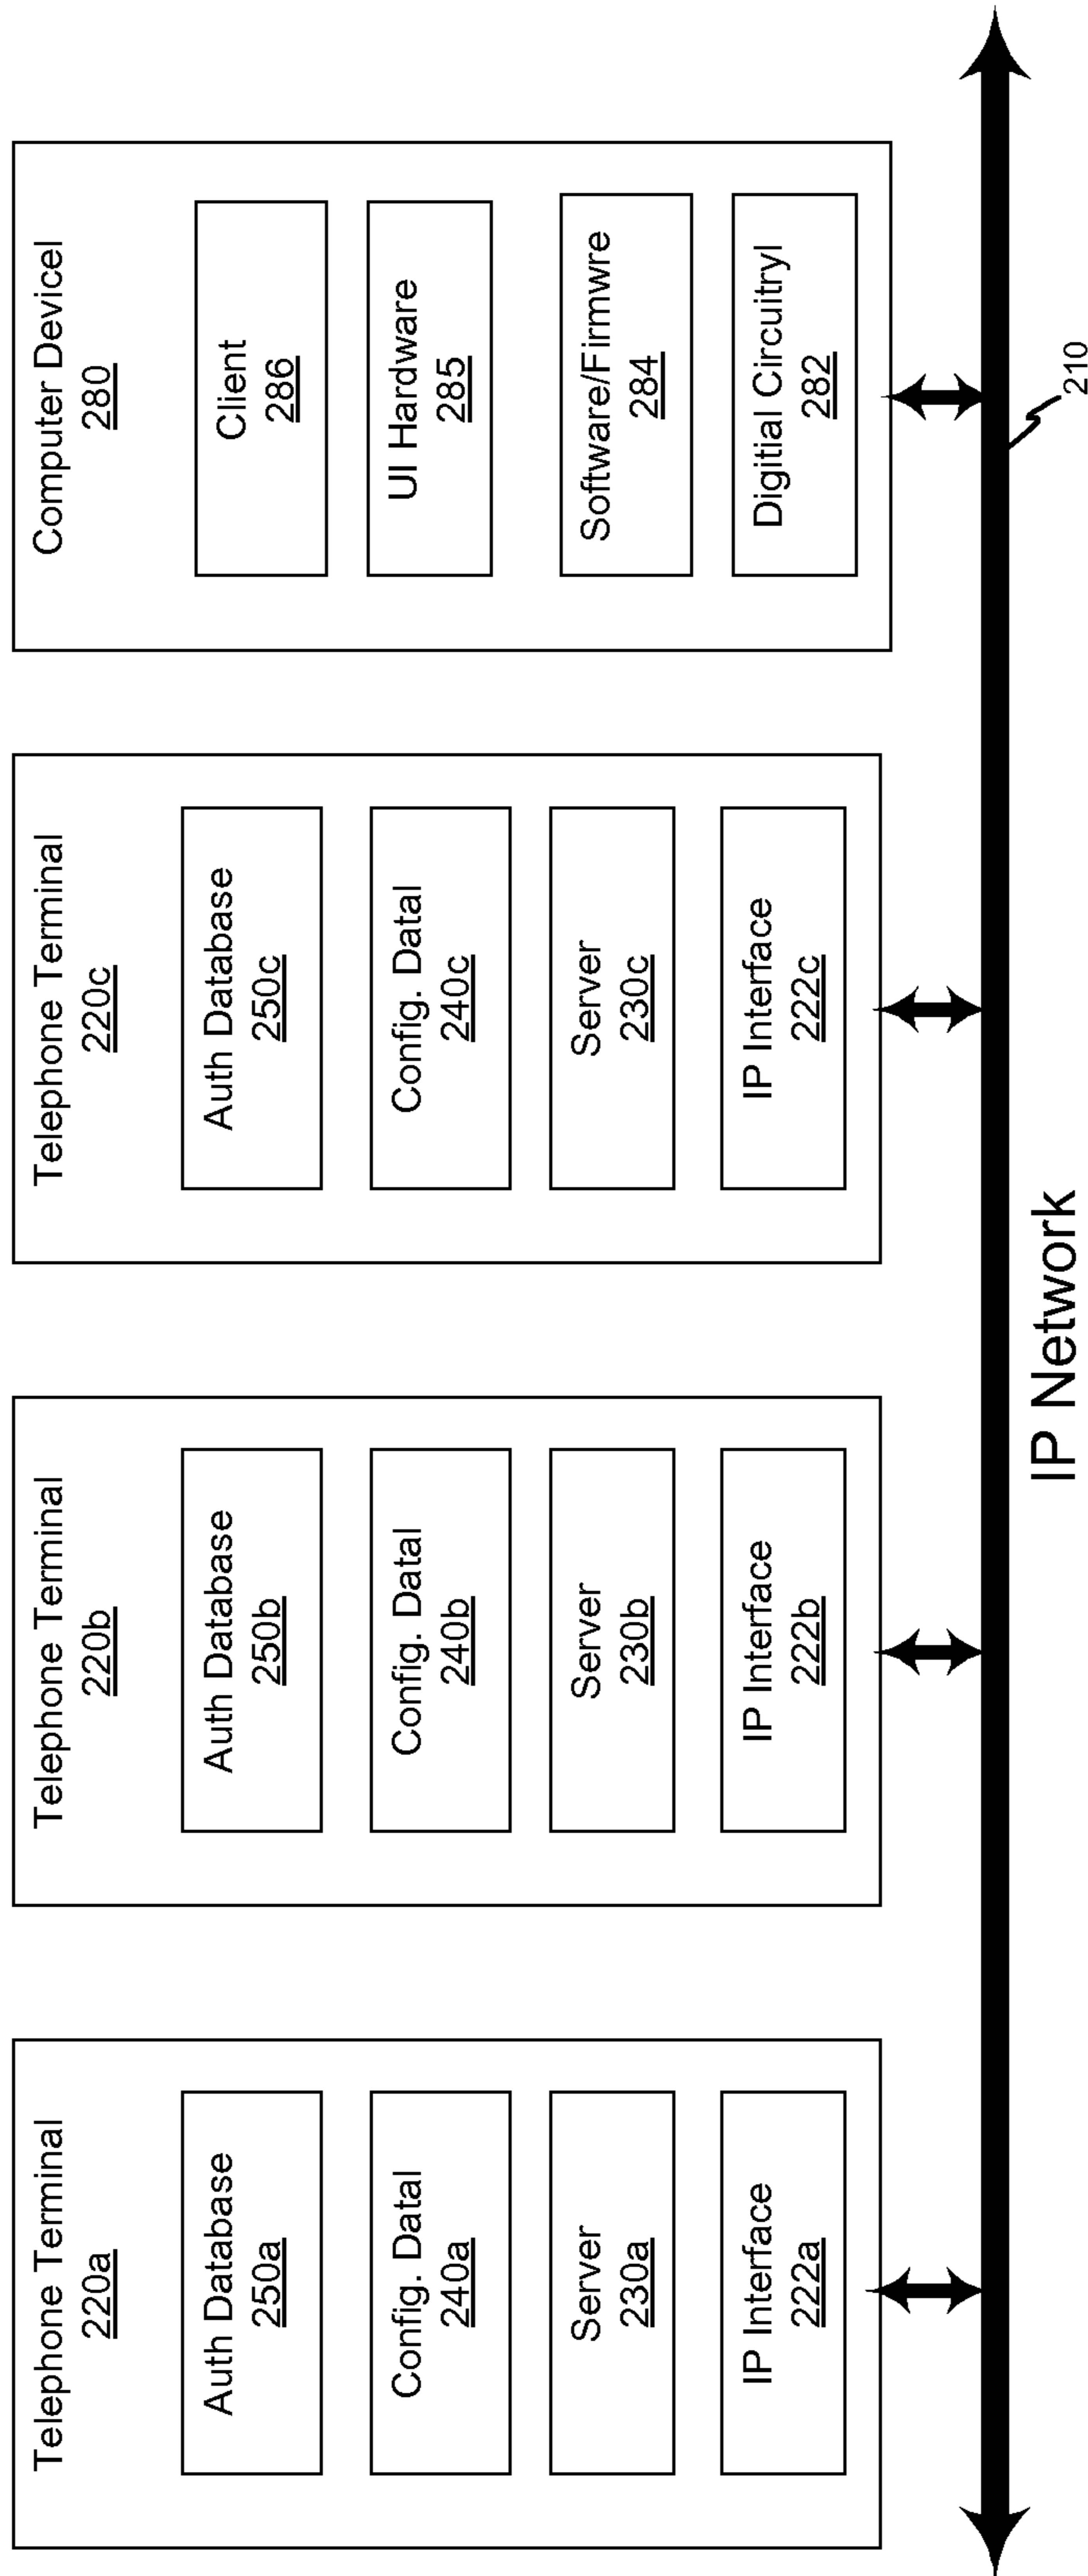 Telephone Terminal
220a
Auth Database
250a
Config. Datal
240a
Server
230a
IP Interface
222a
Telephone Terminal
220b
Auth Database
250b
Config. Datal
240b
Server
230b
IP Interface
222b
Telephone Terminal
220c
Auth Database
250c
Config. Datal
240c
Server
230c
IP Interface
222c
Computer Devicel
280
Client
286
UI Hardware
285
Software/Firmwre
284
Digitial Circuitryl
282
IP Network
210